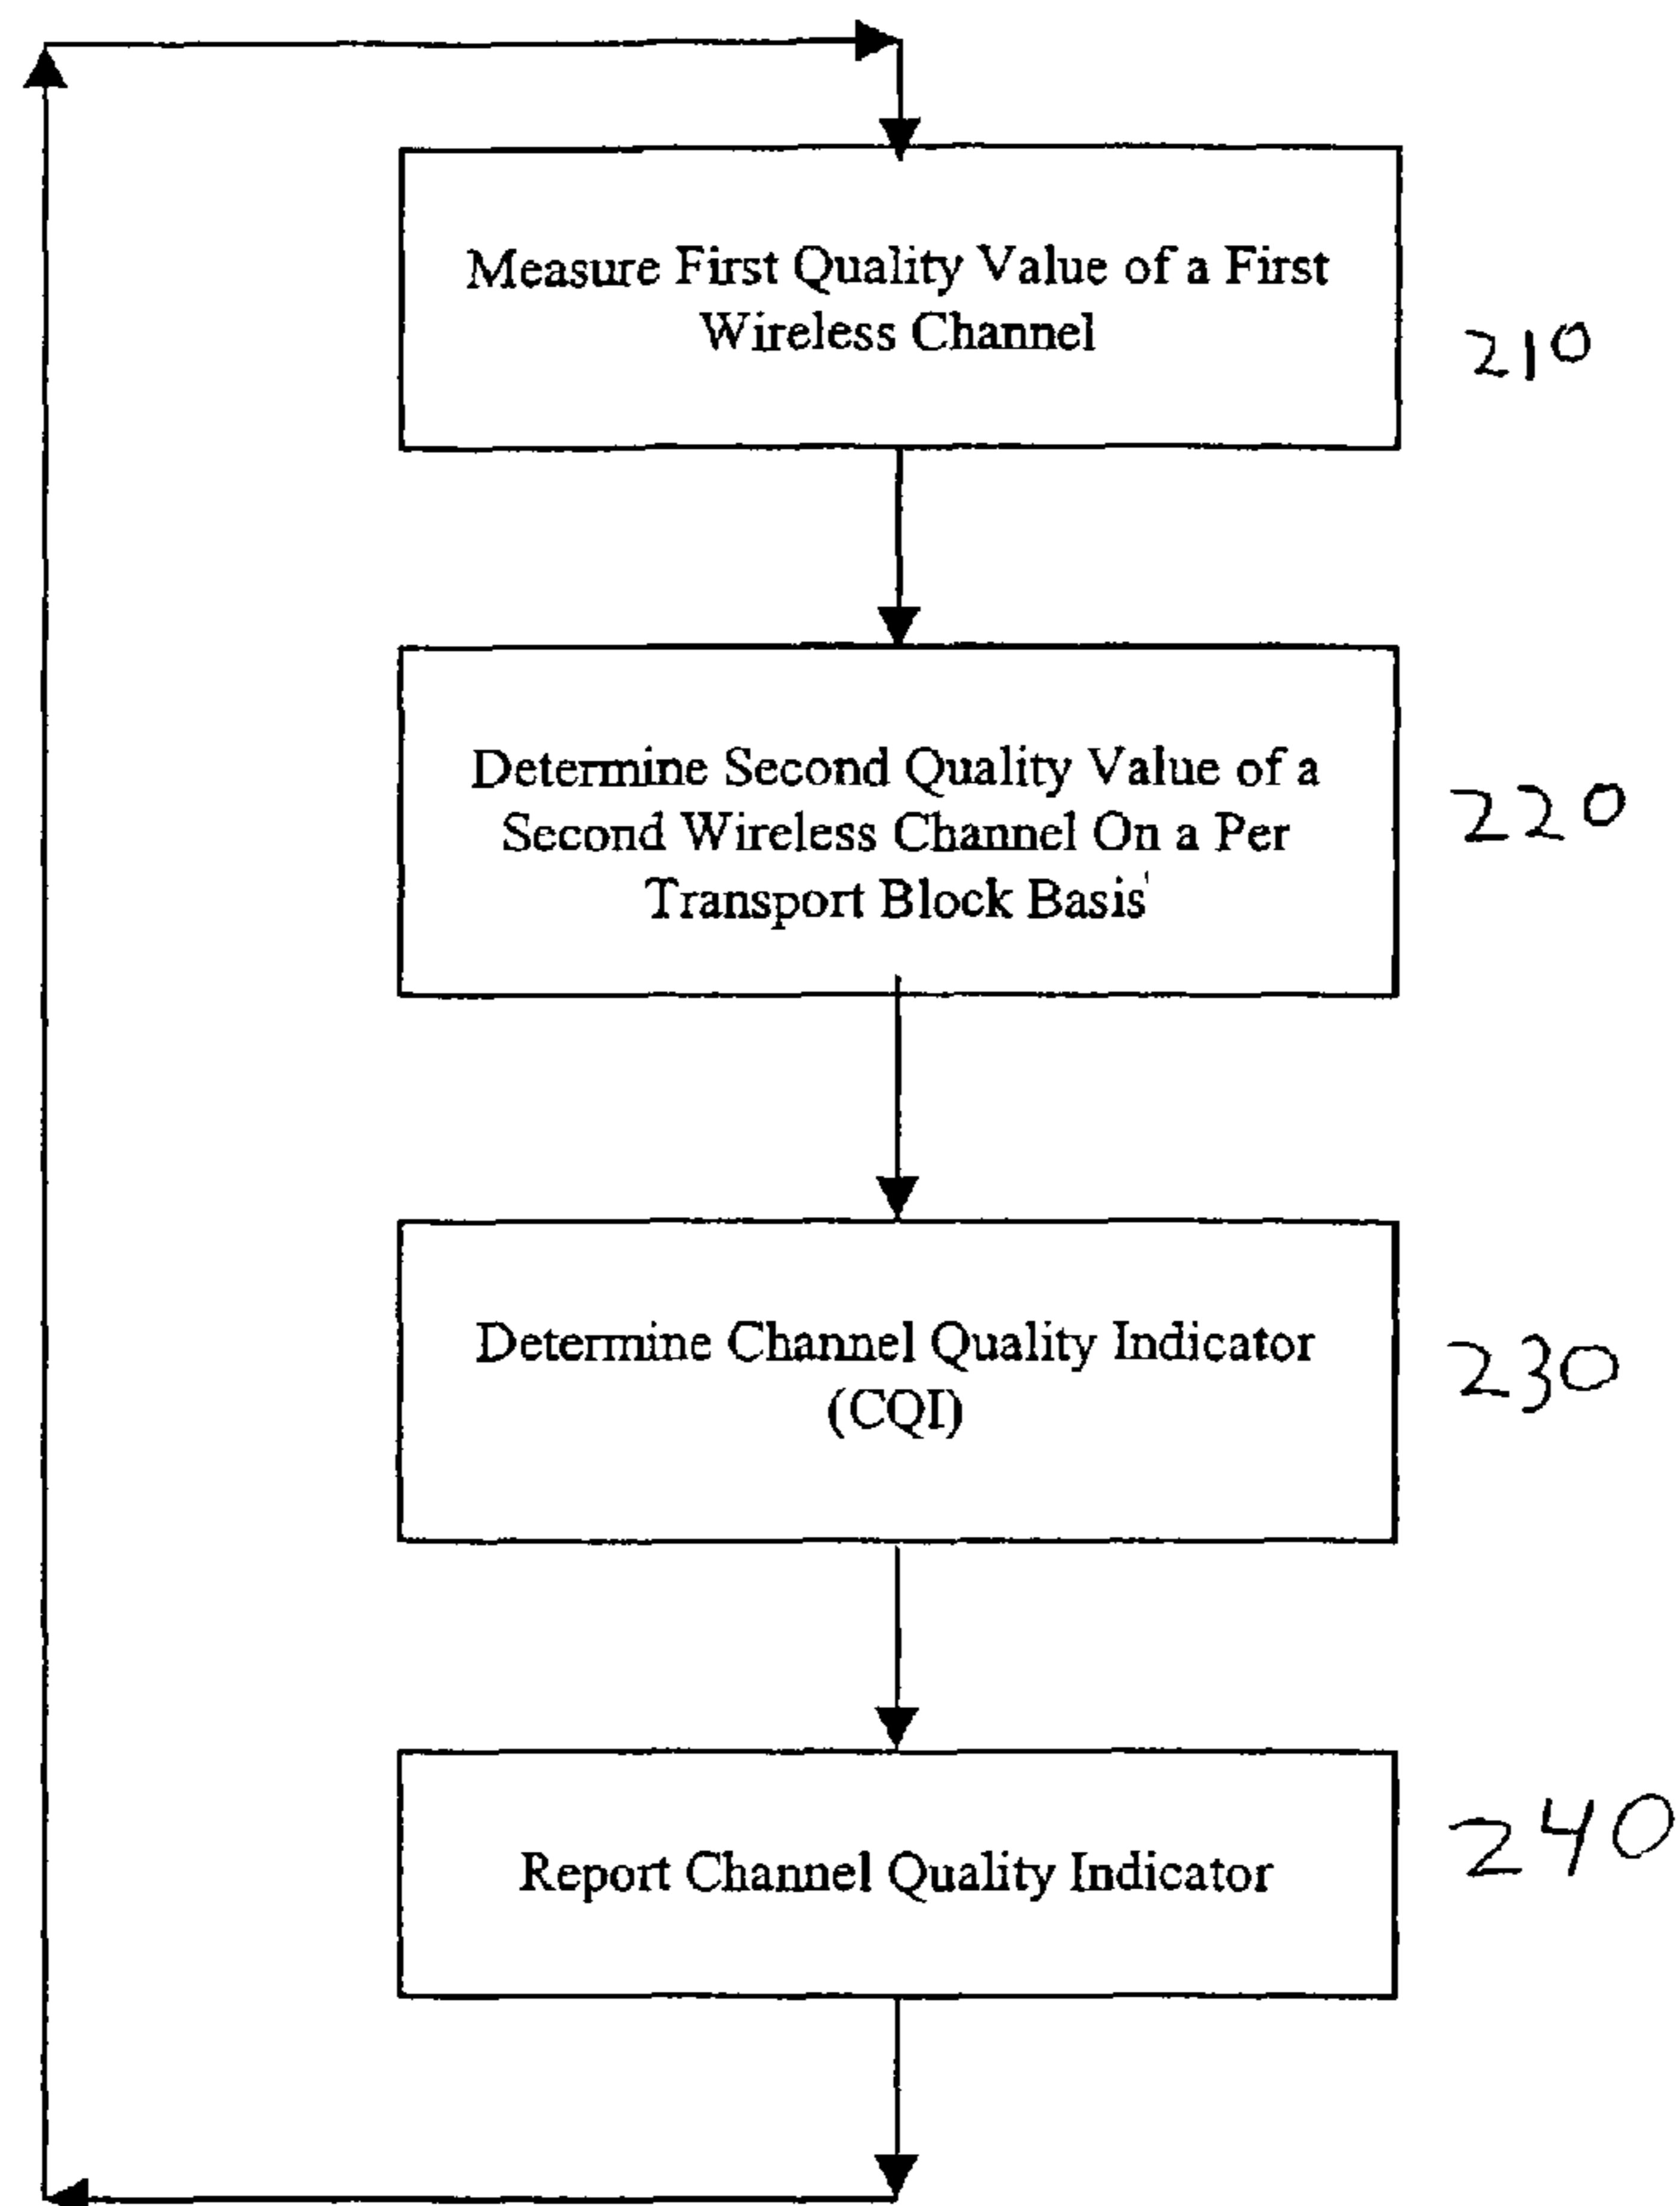 Measure First Quality Value of a First
Wireless Channel
210
Determine Second Quality Value of a
Second Wireless Channel On a Per
Transport Block Basis
220
Determine Channel Quality Indicator
(CQI)
230
Report Channel Quality Indicator
240